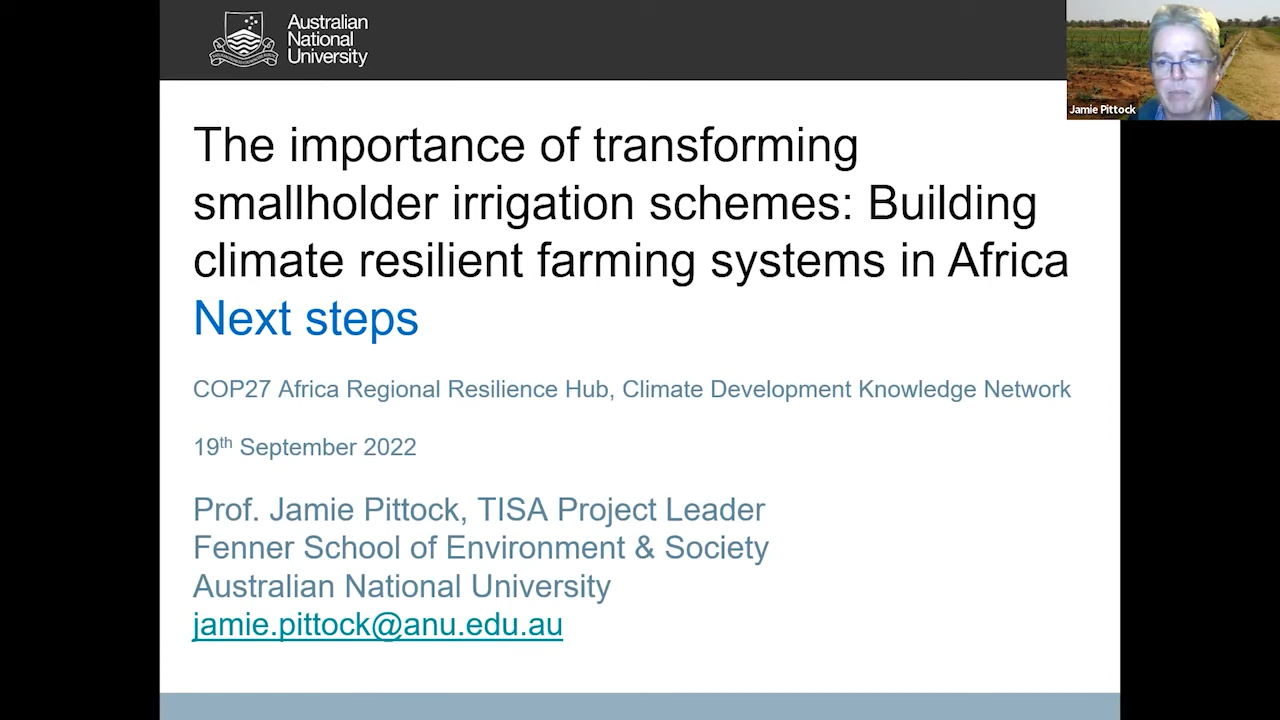 Australian
National
University
Jamie Pittock
The importance of transforming
smallholder irrigation schemes: Building
climate resilient farming systems in Africa
Next steps
COP27 Africa Regional Resilience Hub, Climate Development Knowledge Network
19th September 2022
Prof. Jamie Pittock, TISA Project Leader
Fenner School of Environment & Society
Australian National University
jamie.pittock@anu.edu.au